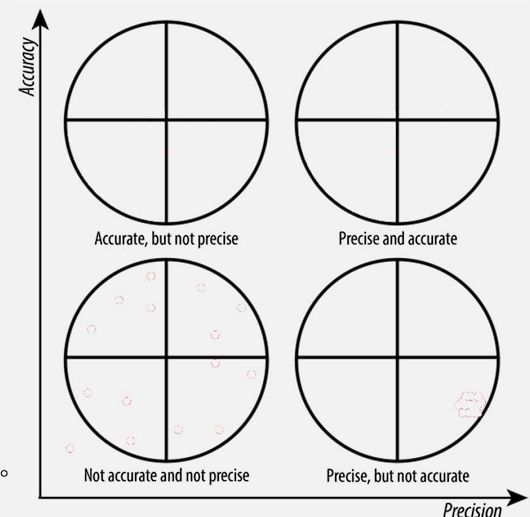 Accuracy
Accurate, but not precise
Precise and accurate
Not accurate and not precise
Precise, but not accurate
Precision